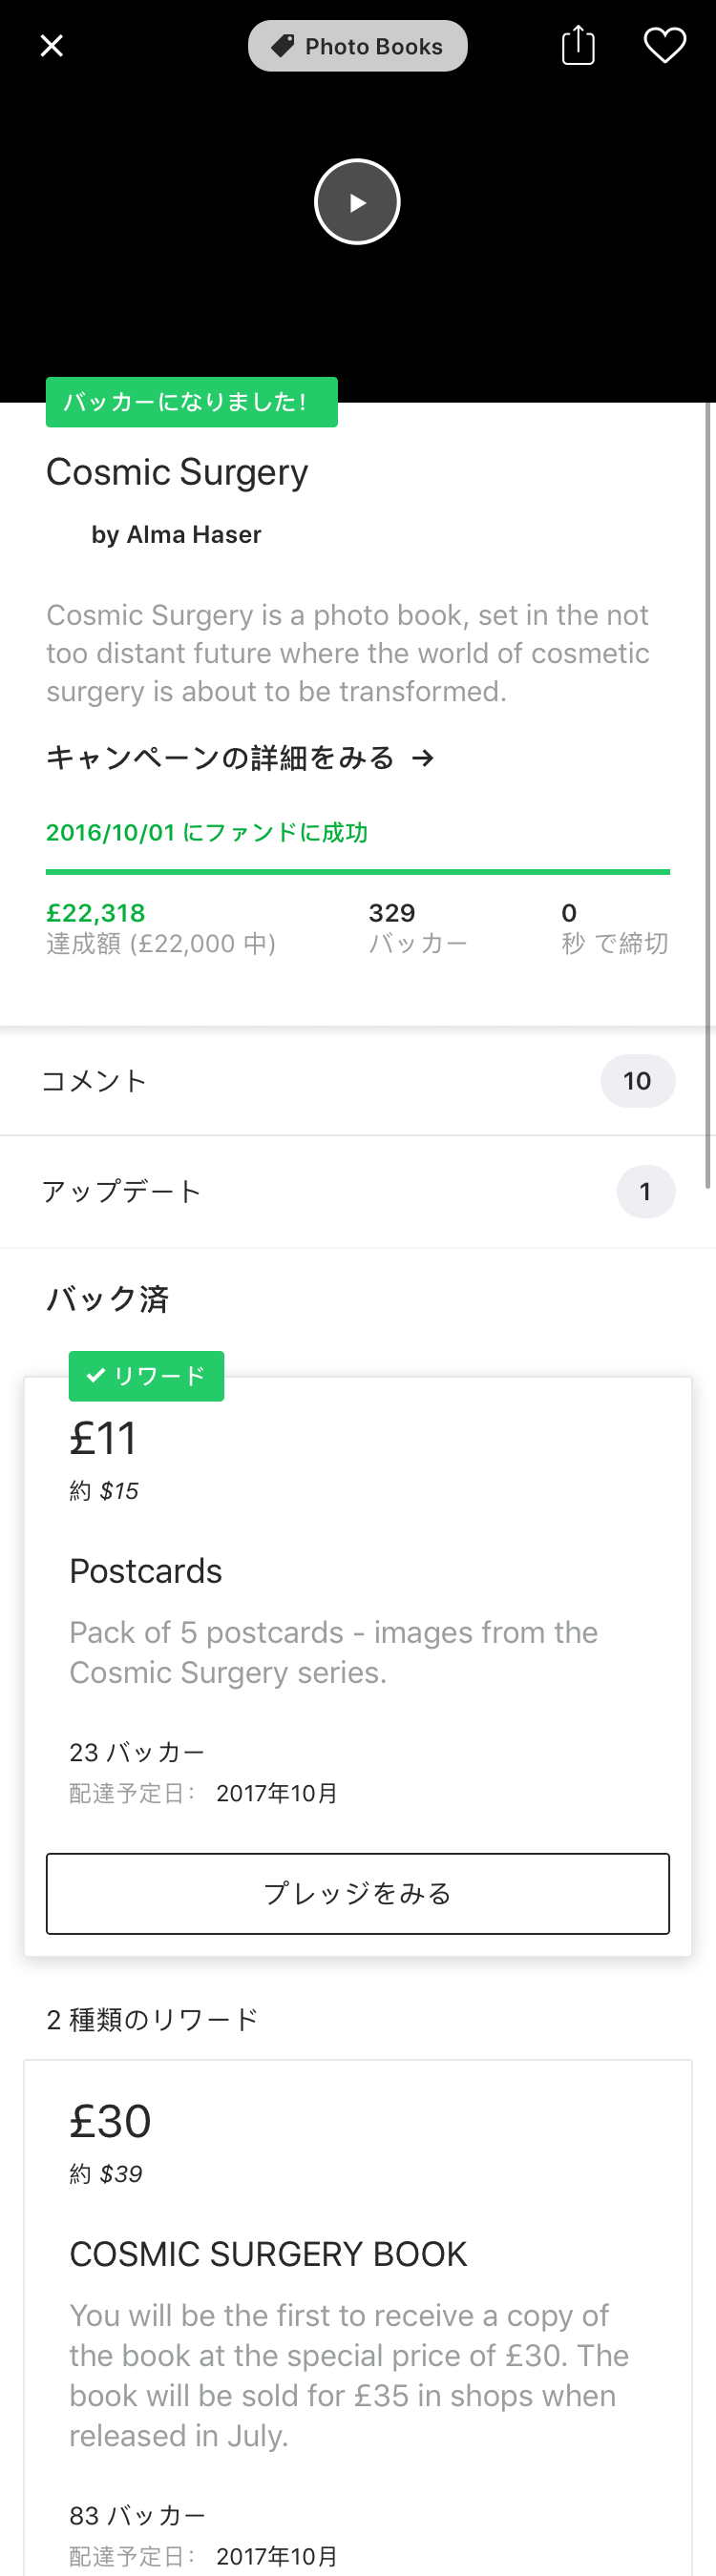 Photo Books
バッカーになりました!
Cosmic Surgery
by Alma Haser
Cosmic Surgery is a photo book, set in the not
too distant future where the world of cosmetic
surgery is about to be transformed.
キャンペーンの詳細をみる →
2016/10/01 にファンドに成功
£22,318
達成額 (£22,000 中)
329
バッカー
0
秒 で締切
コメント
10
アップデート
1
バック済
✓ リワード
£11
約 $15
Postcards
Pack of 5 postcards - images from the
Cosmic Surgery series.
23 バッカー
配達予定日: 2017年10月
プレッジをみる
2 種類のリワード
£30
約 $39
COSMIC SURGERY BOOK
You will be the first to receive a copy of
the book at the special price of £30. The
book will be sold for £35 in shops when
released in July.
83 バッカー
配達予定日: 2017年10月